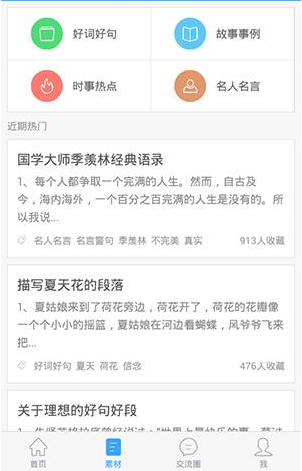 好词好句
故事事例
时事热点
名人名言
近期热门
国学大师季羡林经典语录
1、每个人都争取一个完满的人生。然而，自古及
今，海内海外，一个百分之百完满的人生是没有的。所
以我说...
名人名言 名言警句 季羡林 不完美 真实
913人收藏
描写夏天花的段落
1、夏姑娘来到了荷花旁边，荷花开了，荷花的花瓣像
一个个小小的摇篮，夏姑娘在河边看蝴蝶，风爷爷飞来
把...
好词好句 夏天 荷花 信念
476人收藏
关于理想的好句好段
首页
素材
交流圈
我